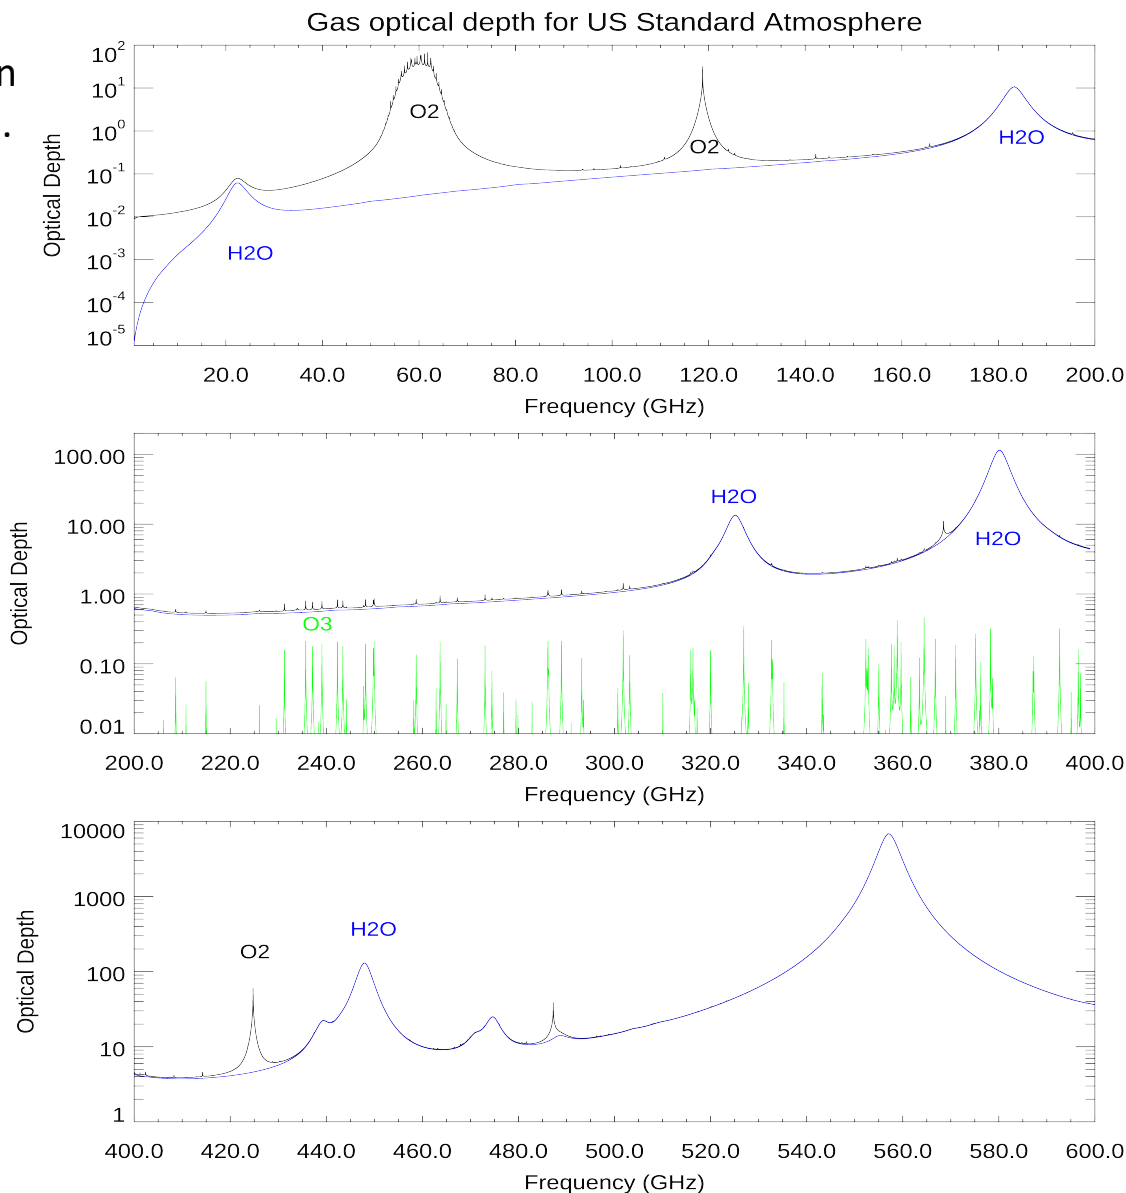 Gas optical depth for US Standard Atmosphere
n
.
10^2
10^1
10^0
10^-1
10^-2
10^-3
10^-4
10^-5
Optical Depth
O2
O2
H2O
H2O
20.0 40.0 60.0 80.0 100.0 120.0 140.0 160.0 180.0 200.0
Frequency (GHz)
100.00
10.00
1.00
0.10
0.01
Optical Depth
H2O
H2O
O3
200.0 220.0 240.0 260.0 280.0 300.0 320.0 340.0 360.0 380.0 400.0
Frequency (GHz)
10000
1000
100
10
1
Optical Depth
H2O
O2
400.0 420.0 440.0 460.0 480.0 500.0 520.0 540.0 560.0 580.0 600.0
Frequency (GHz)